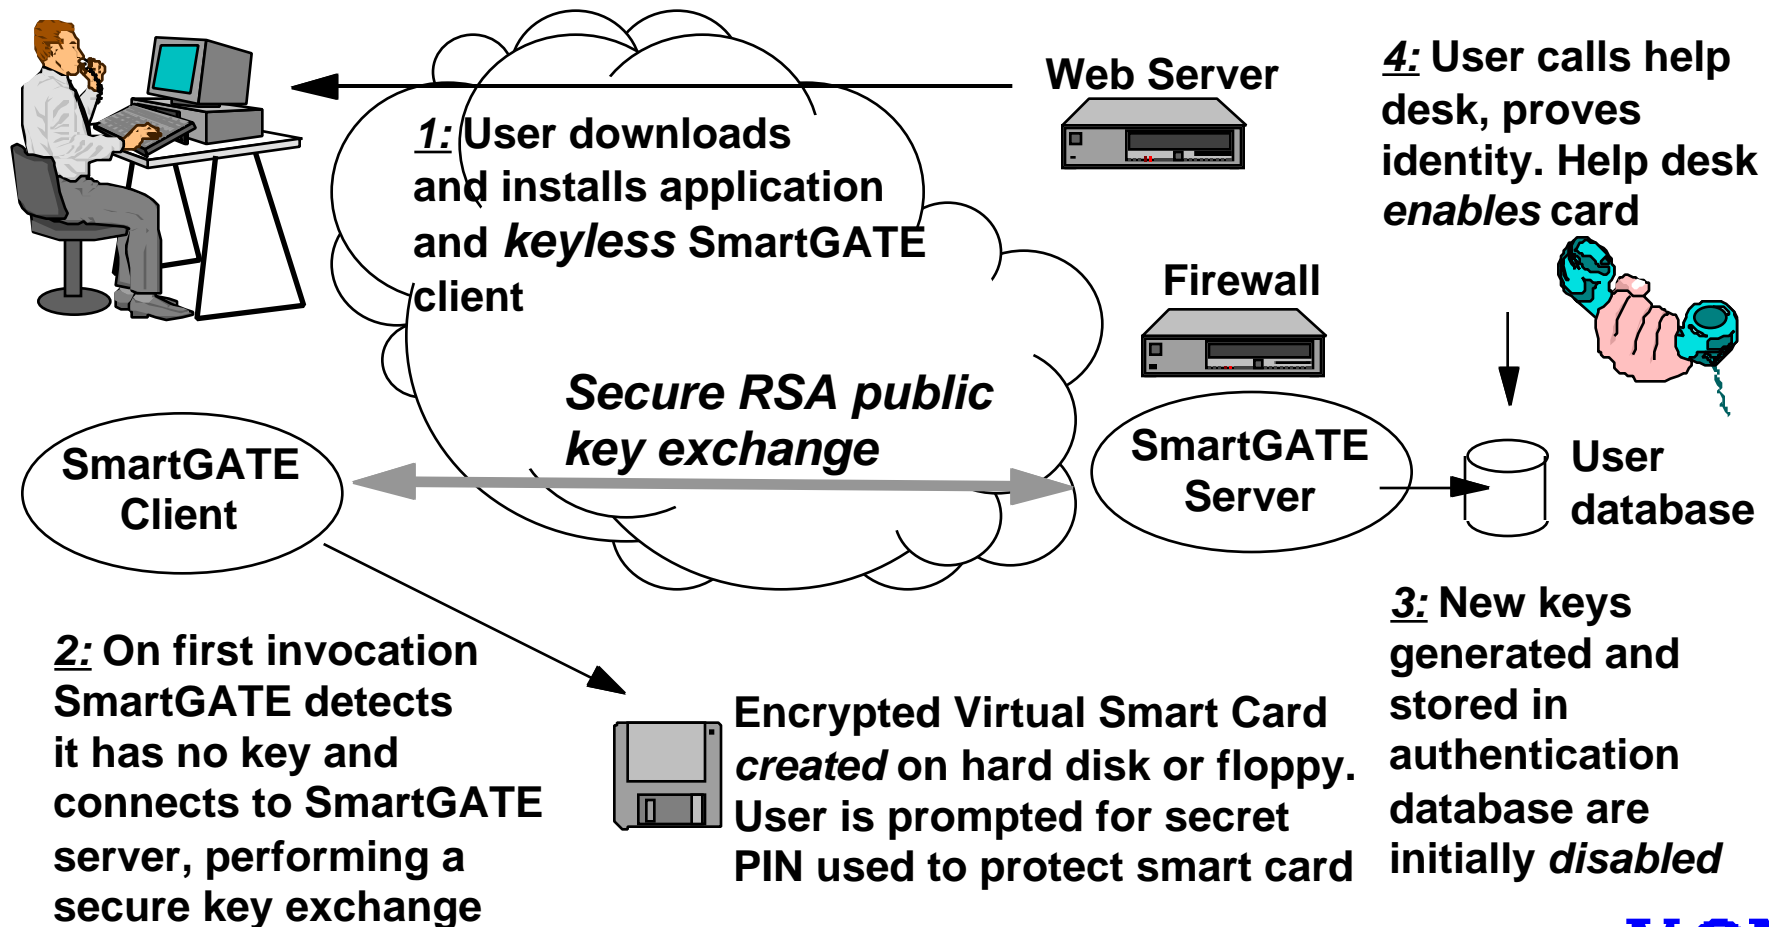 Web Server
1: User downloads
and installs application
and keyless SmartGATE
client
4: User calls help
desk, proves
identity. Help desk
enables card
Firewall
Secure RSA public
key exchange
SmartGATE
Client
SmartGATE
Server
User
database
2: On first invocation
SmartGATE detects
it has no key and
connects to SmartGATE
server, performing a
secure key exchange
Encrypted Virtual Smart Card
created on hard disk or floppy.
User is prompted for secret
PIN used to protect smart card
3: New keys
generated and
stored in
authentication
database are
initially disabled